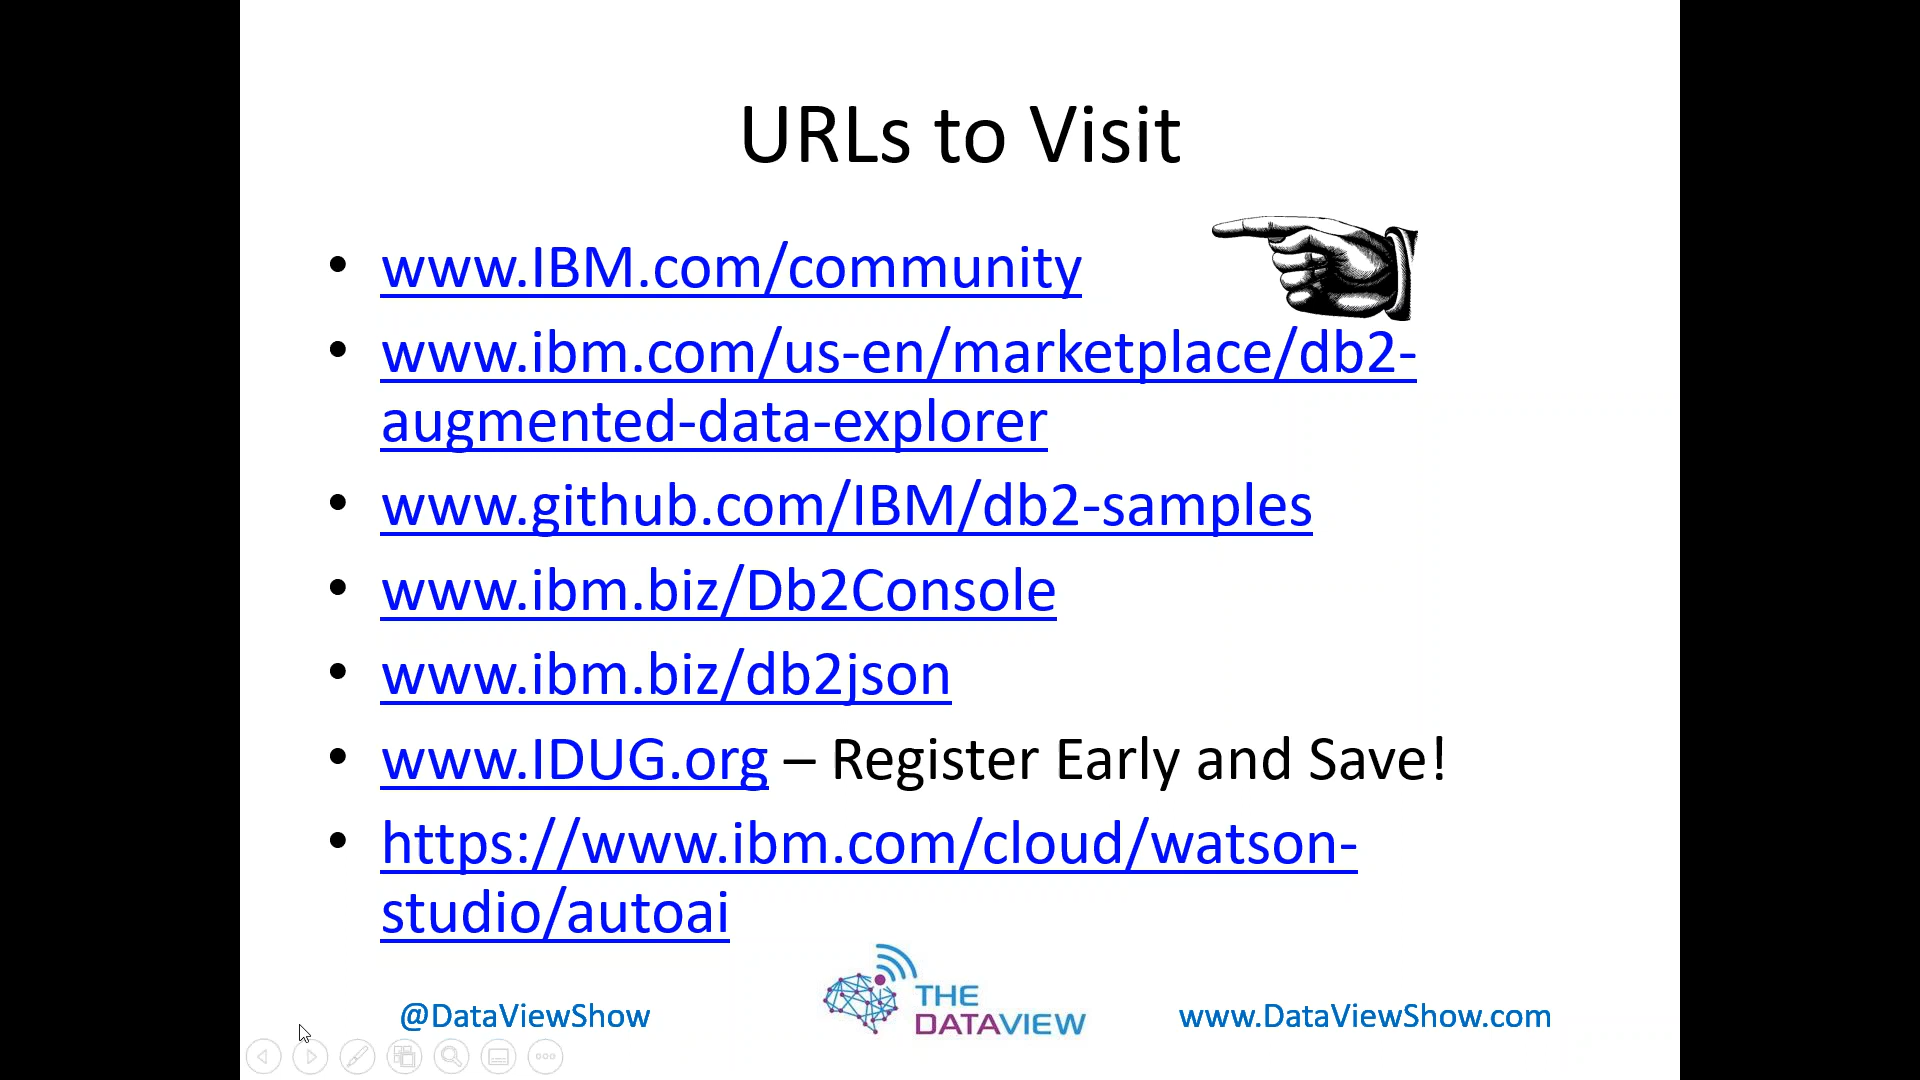 URLs to Visit
• www.IBM.com/community
• www.ibm.com/us-en/marketplace/db2-
augmented-data-explorer
• www.github.com/IBM/db2-samples
• www.ibm.biz/Db2Console
• www.ibm.biz/db2json
• www.IDUG.org – Register Early and Save!
• https://www.ibm.com/cloud/watson-
studio/autoai
@DataViewShow
THE
DATAVIEW
www.DataViewShow.com